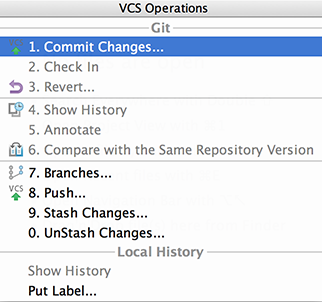 VCS Operations
Git
1. Commit Changes...
2. Check In
3. Revert...
4. Show History
5. Annotate
6. Compare with the Same Repository Version
7. Branches...
VCS
8. Push...
9. Stash Changes...
0. UnStash Changes...
Local History
Show History
Put Label...